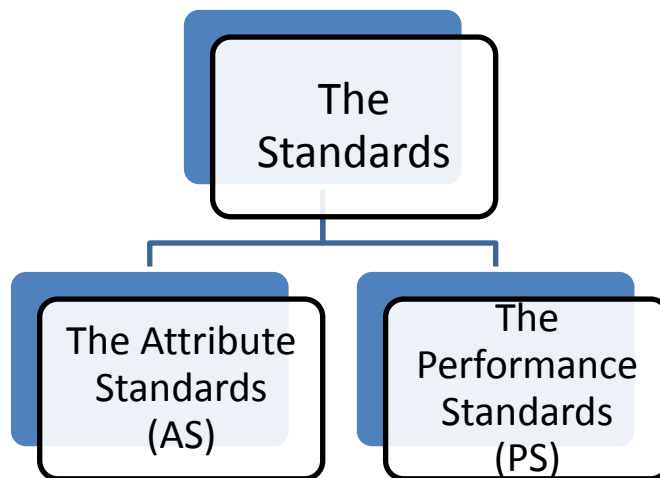 The
Standards
The Attribute
Standards
(AS)
The
Performance
Standards
(PS)